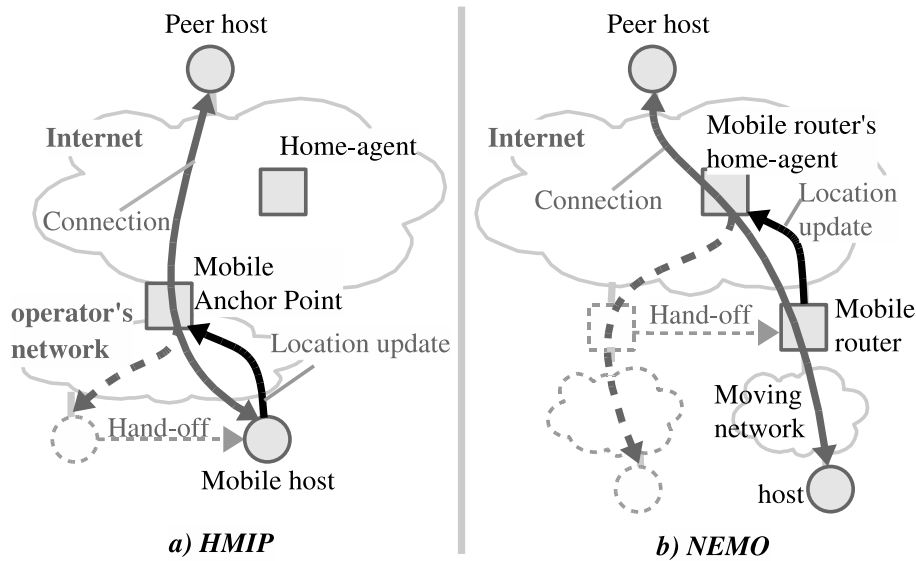 Peer host
Internet
Home-agent
Connection
Mobile
Anchor Point
operator's
network
Location update
Hand-off
Mobile host
a) HMIP
Peer host
Internet
Mobile router's
home-agent
Connection
Location
update
Hand-off
Mobile
router
Moving
network
host
b) NEMO